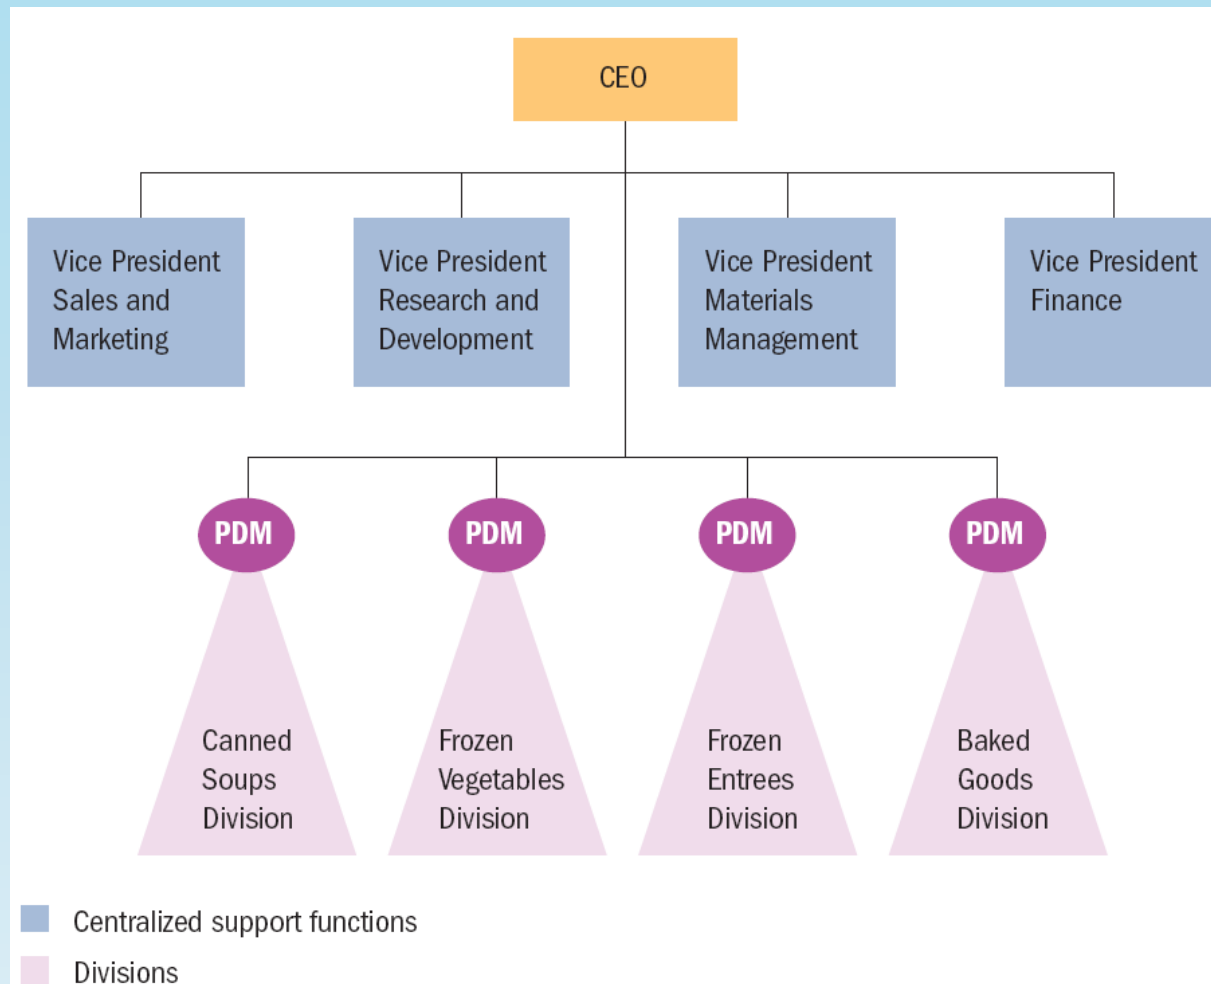 CEO
Vice President
Sales and
Marketing
Vice President
Research and
Development
Vice President
Materials
Management
Vice President
Finance
PDM
PDM
PDM
PDM
Canned
Soups
Division
Frozen
Vegetables
Division
Frozen
Entrees
Division
Baked
Goods
Division
Centralized support functions
Divisions